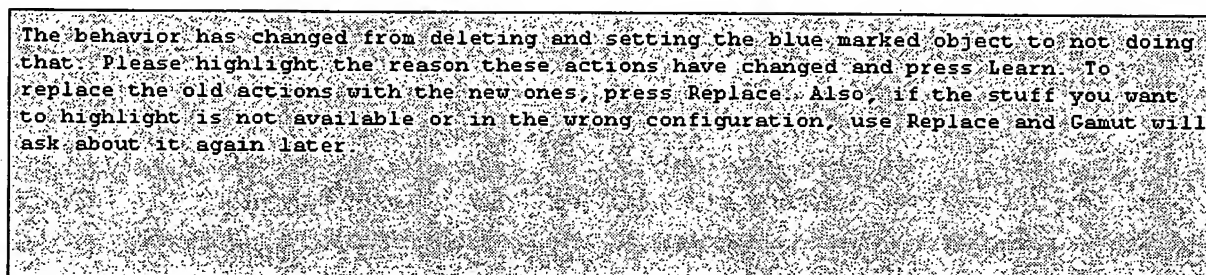 The behavior has changed from deleting and setting the blue marked object to not doing
that. Please highlight the reason these actions have changed and press Learn. To
replace the old actions with the new ones, press Replace. Also, if the stuff you want
to highlight is not available or in the wrong configuration, use Replace and Gamut will
ask about it again later.